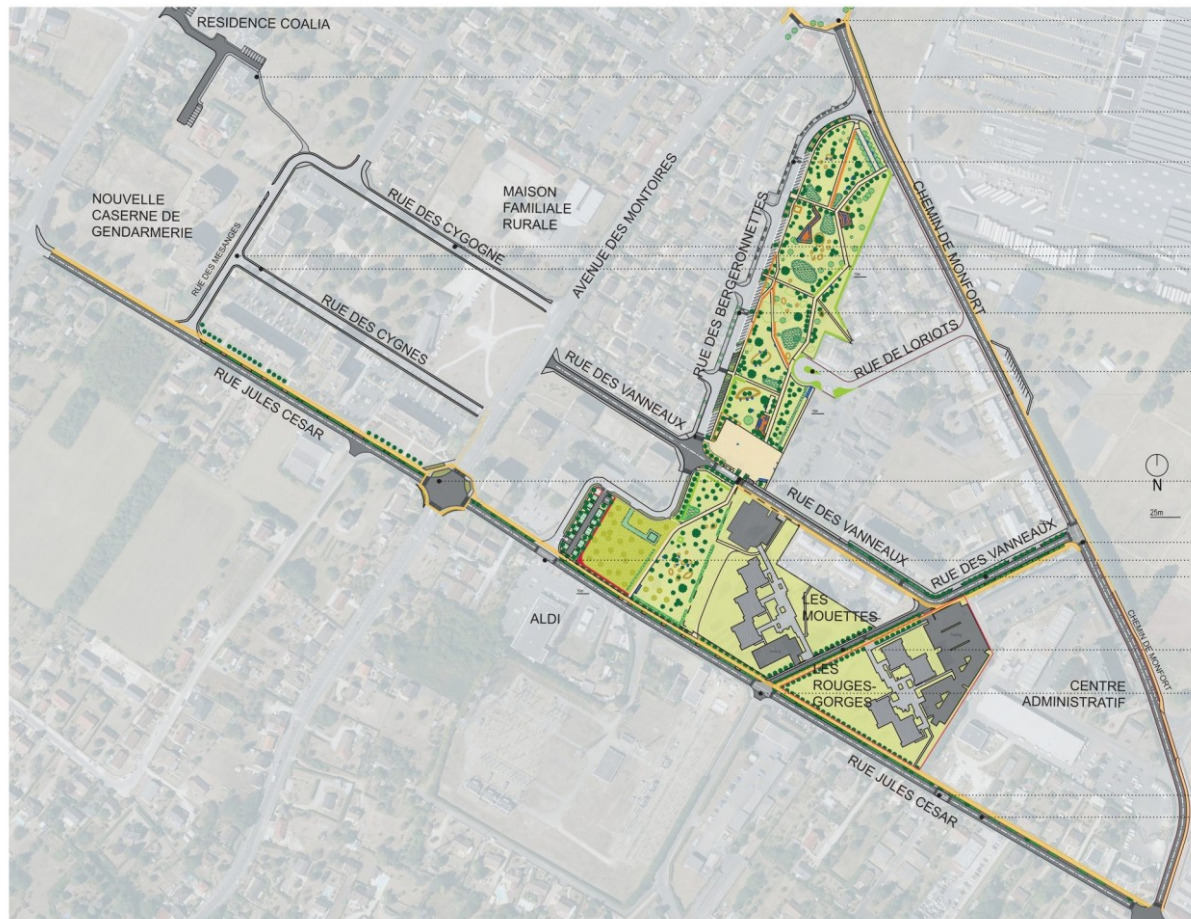 RESIDENCE COALIA
NOUVELLE
CASERNE DE
GENDARMERIE
RUE DES MESANGES
RUE DES CYGOGNE
MAISON
FAMILIALE
RURALE
AVENUE DES MONTOIRES
RUE DES BERGERONNETTES
CHEMIN DE MONFORT
RUE DES CYGNES
RUE DE LORIOTS
RUE JULES CESAR
RUE DES VANNEAUX
N
25m
RUE DES VANNEAUX
RUE DES VANNEAUX
ALDI
LES
MOUETTES
CHEMIN DE MONFORT
LES
ROUGES-
GORGES
CENTRE
ADMINISTRATIF
RUE JULES CESAR